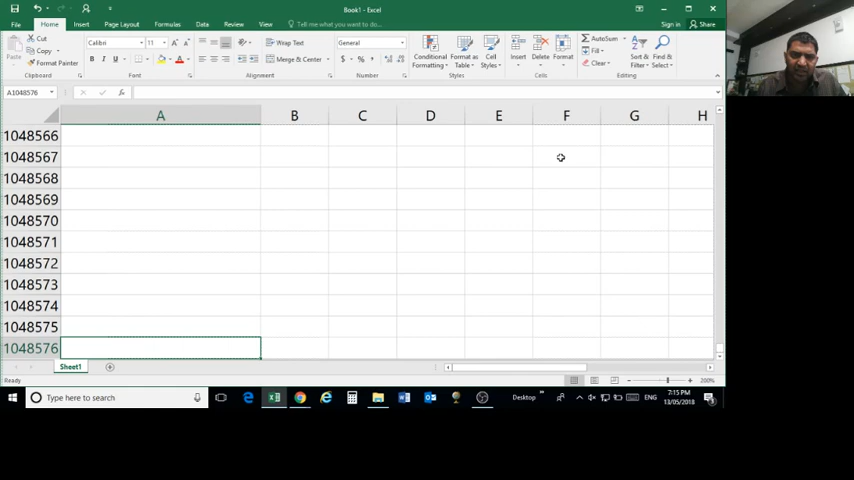 Book1 - Excel
File Home Insert Page Layout Formulas Data Review View Tell me what you want to do... Sign in Share
Paste Cut Copy Format Painter Clipboard
Calibri 11 B I U A A Font
Wrap Text Merge & Center Alignment
General $ % , Number
Conditional Formatting Format as Table Cell Styles Styles
Insert Delete Format Cells
AutoSum Fill Clear Sort & Filter Find & Select Editing
A1048576 fx
A B C D E F G H
1048566
1048567
1048568
1048569
1048570
1048571
1048572
1048573
1048574
1048575
1048576
Sheet1
Ready 200%
Type here to search Desktop ENG 7:15 PM
13/05/2018